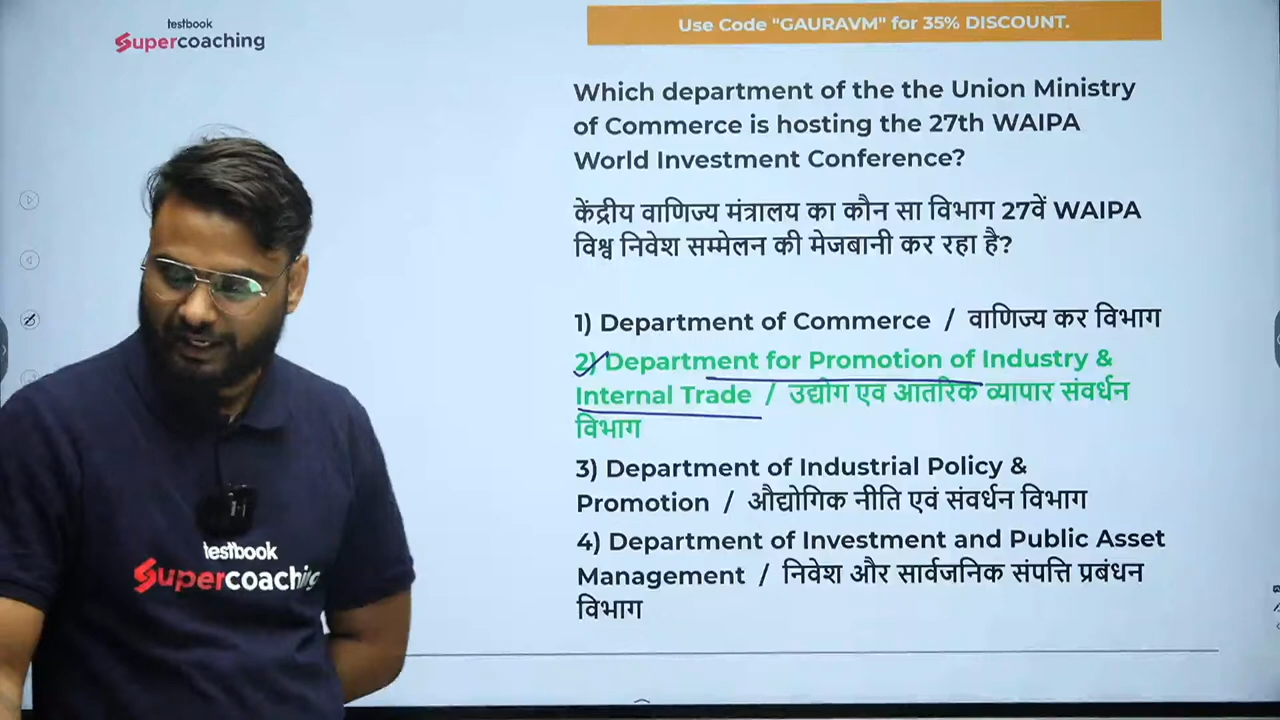 testbook
Supercoaching
Use Code "GAURAVM" for 35% DISCOUNT.
Which department of the the Union Ministry
of Commerce is hosting the 27th WAIPA
World Investment Conference?
केंद्रीय वाणिज्य मंत्रालय का कौन सा विभाग 27वें WAIPA
विश्व निवेश सम्मेलन की मेजबानी कर रहा है?
1) Department of Commerce / वाणिज्य कर विभाग
2) Department for Promotion of Industry &
Internal Trade / उद्योग एव आतरिक व्यापार संवर्धन
विभाग
3) Department of Industrial Policy &
Promotion / औद्योगिक नीति एवं संवर्धन विभाग
4) Department of Investment and Public Asset
Management / निवेश और सार्वजनिक संपत्ति प्रबंधन
विभाग
testbook
Supercoaching